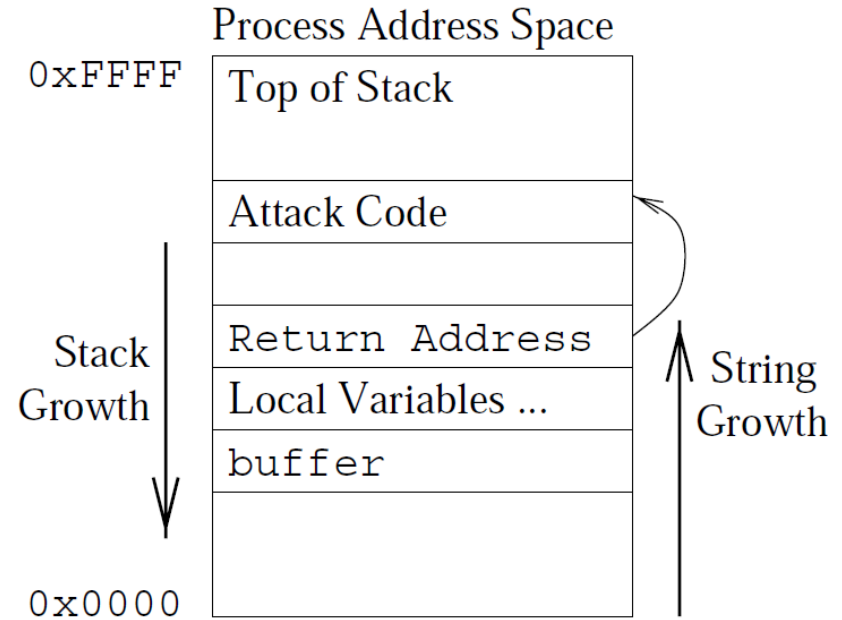 Process Address Space
0xFFFF
Top of Stack
Attack Code
Return Address
Stack
Growth
Local Variables ...
String
Growth
buffer
0x0000